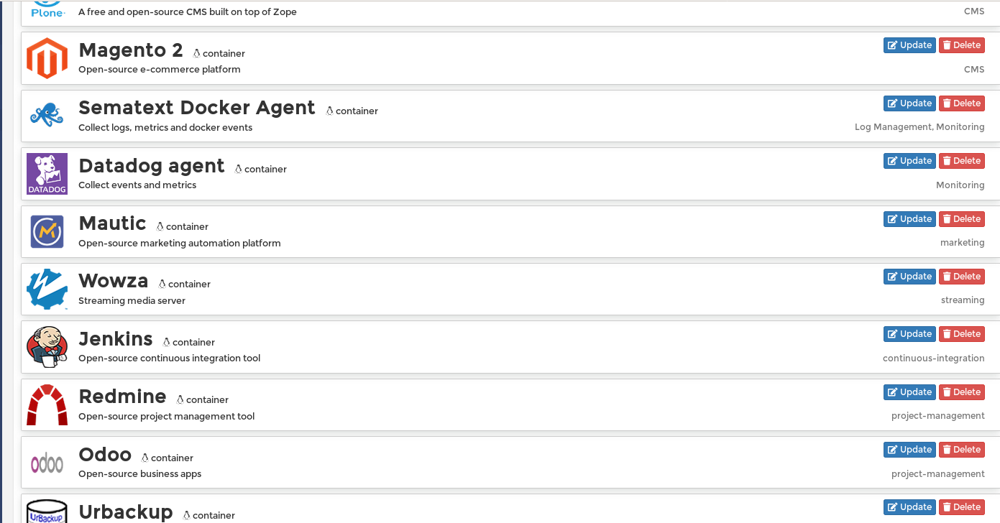 Plone
A free and open-source CMS built on top of Zope
CMS
Magento 2 container
Update Delete
Open-source e-commerce platform
CMS
Sematext Docker Agent container
Update Delete
Collect logs, metrics and docker events
Log Management, Monitoring
DATADOG
Datadog agent container
Update Delete
Collect events and metrics
Monitoring
Mautic container
Update Delete
Open-source marketing automation platform
marketing
Wowza container
Update Delete
Streaming media server
streaming
Jenkins container
Update Delete
Open-source continuous integration tool
continuous-integration
Redmine container
Update Delete
Open-source project management tool
project-management
odoo
Odoo container
Update Delete
Open-source business apps
project-management
UrBackup
Urbackup container
Update Delete